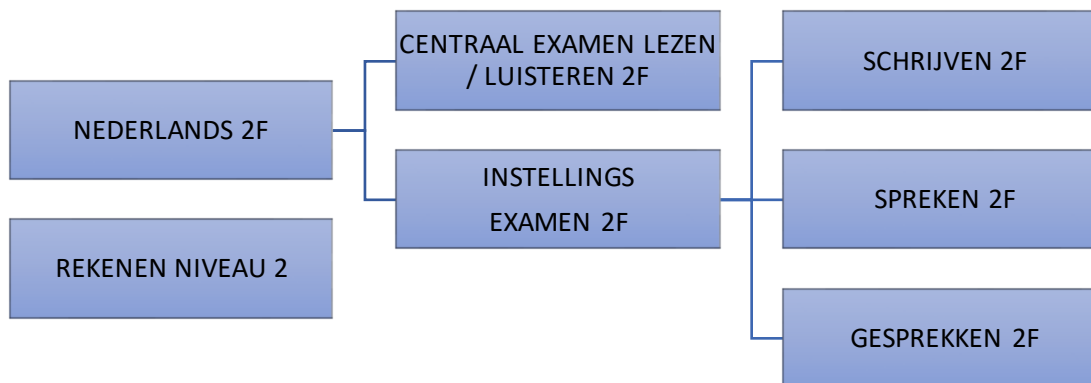 NEDERLANDS 2F
REKENEN NIVEAU 2
CENTRAAL EXAMEN LEZEN
/ LUISTEREN 2F
INSTELLINGS
EXAMEN 2F
SCHRIJVEN 2F
SPREKEN 2F
GESPREKKEN 2F